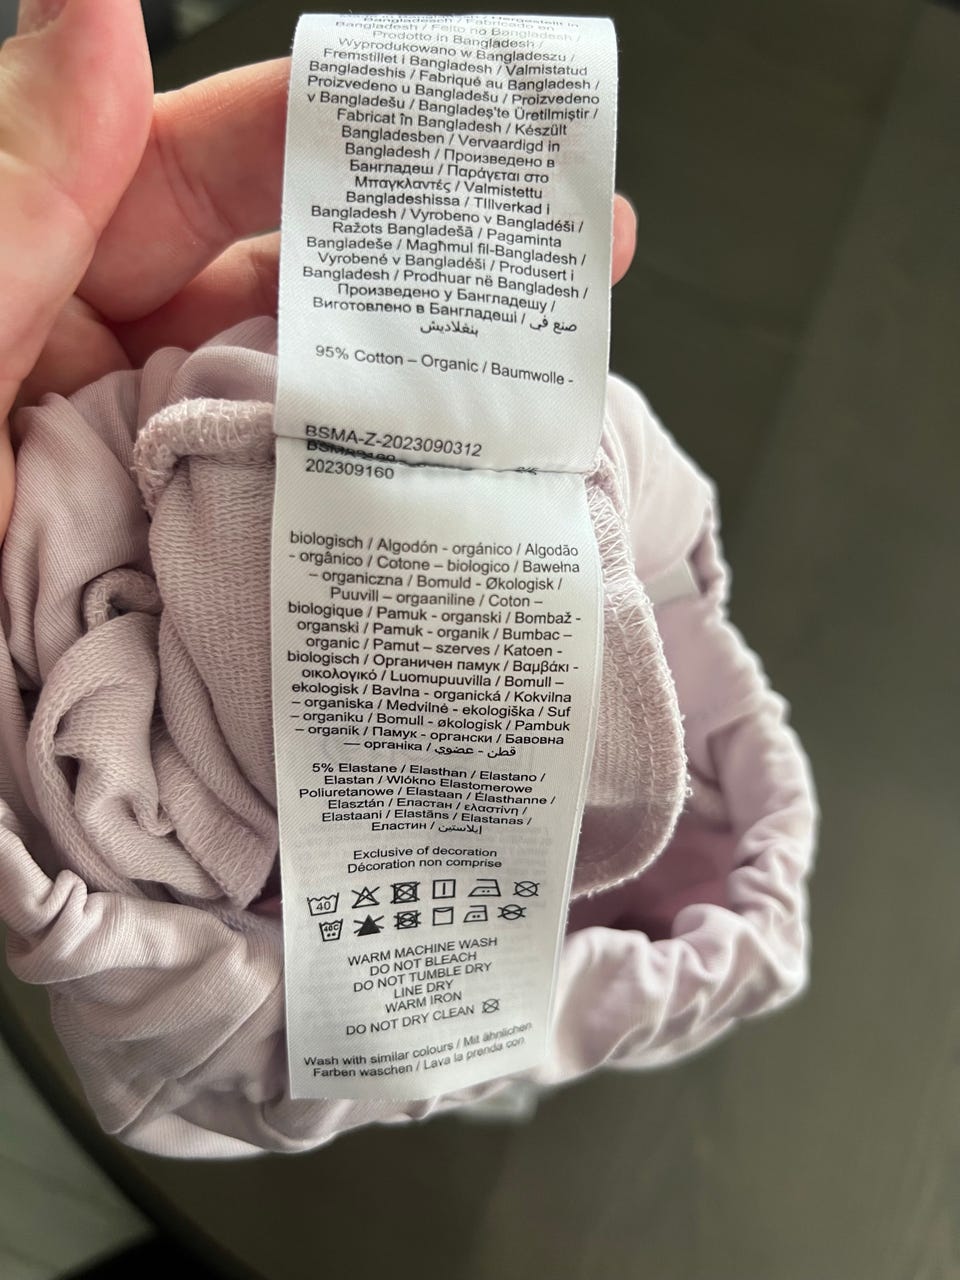 Bangladesch / Fabricado en
Bangladesh / Feito no Bangladesh /
Prodotto in Bangladesh /
Wyprodukowano w Bangladeszu /
Fremstillet i Bangladesh / Valmistatud
Bangladeshis / Fabriqué au Bangladesh /
Proizvedeno u Bangladešu / Proizvedeno
v Bangladešu / Bangladeş'te Üretilmiştir /
Fabricat în Bangladesh / Készült
Bangladesben / Vervaardigd in
Bangladesh / Произведено в
Бангладеш / Παράγεται στο
Μπαγκλαντές / Valmistettu
Bangladeshissa / TIllverkad i
Bangladesh / Vyrobeno v Bangladéši /
Ražots Bangladešā / Pagaminta
Bangladeše / Magħmul fil-Bangladesh /
Vyrobené v Bangladéši / Produsert i
Bangladesh / Prodhuar në Bangladesh /
Произведено у Бангладешу /
Виготовлено в Бангладеші / صنع في
بنغلاديش
95% Cotton – Organic / Baumwolle -
BSMA-Z-2023090312
202309160
biologisch / Algodón - orgánico / Algodão
- orgânico / Cotone – biologico / Bawełna
– organiczna / Bomuld - Økologisk /
Puuvill – orgaaniline / Coton –
biologique / Pamuk - organski / Bombaž -
organski / Pamuk - organik / Bumbac –
organic / Pamut – szerves / Katoen -
biologisch / Органичен памук / Βαμβάκι -
οικολογικό / Luomupuuvilla / Bomull –
ekologisk / Bavlna - organická / Kokvilna
– organiska / Medvilnė - ekologiška / Suf
– organiku / Bomull - økologisk / Pambuk
– organik / Памук - органски / Бавовна
— органіка / قطن - عضوي
5% Elastane / Elasthan / Elastano /
Elastan / Włókno Elastomerowe
Poliuretanowe / Elastaan / Élasthanne /
Elasztán / Еластан / ελαστίνη /
Elastaani / Elastāns / Elastanas /
Еластин / إيلاستين
Exclusive of decoration
Décoration non comprise
40
40C
WARM MACHINE WASH
DO NOT BLEACH
DO NOT TUMBLE DRY
LINE DRY
WARM IRON
DO NOT DRY CLEAN
Wash with similar colours / Mit ähnlichen
Farben waschen / Lava la prenda con